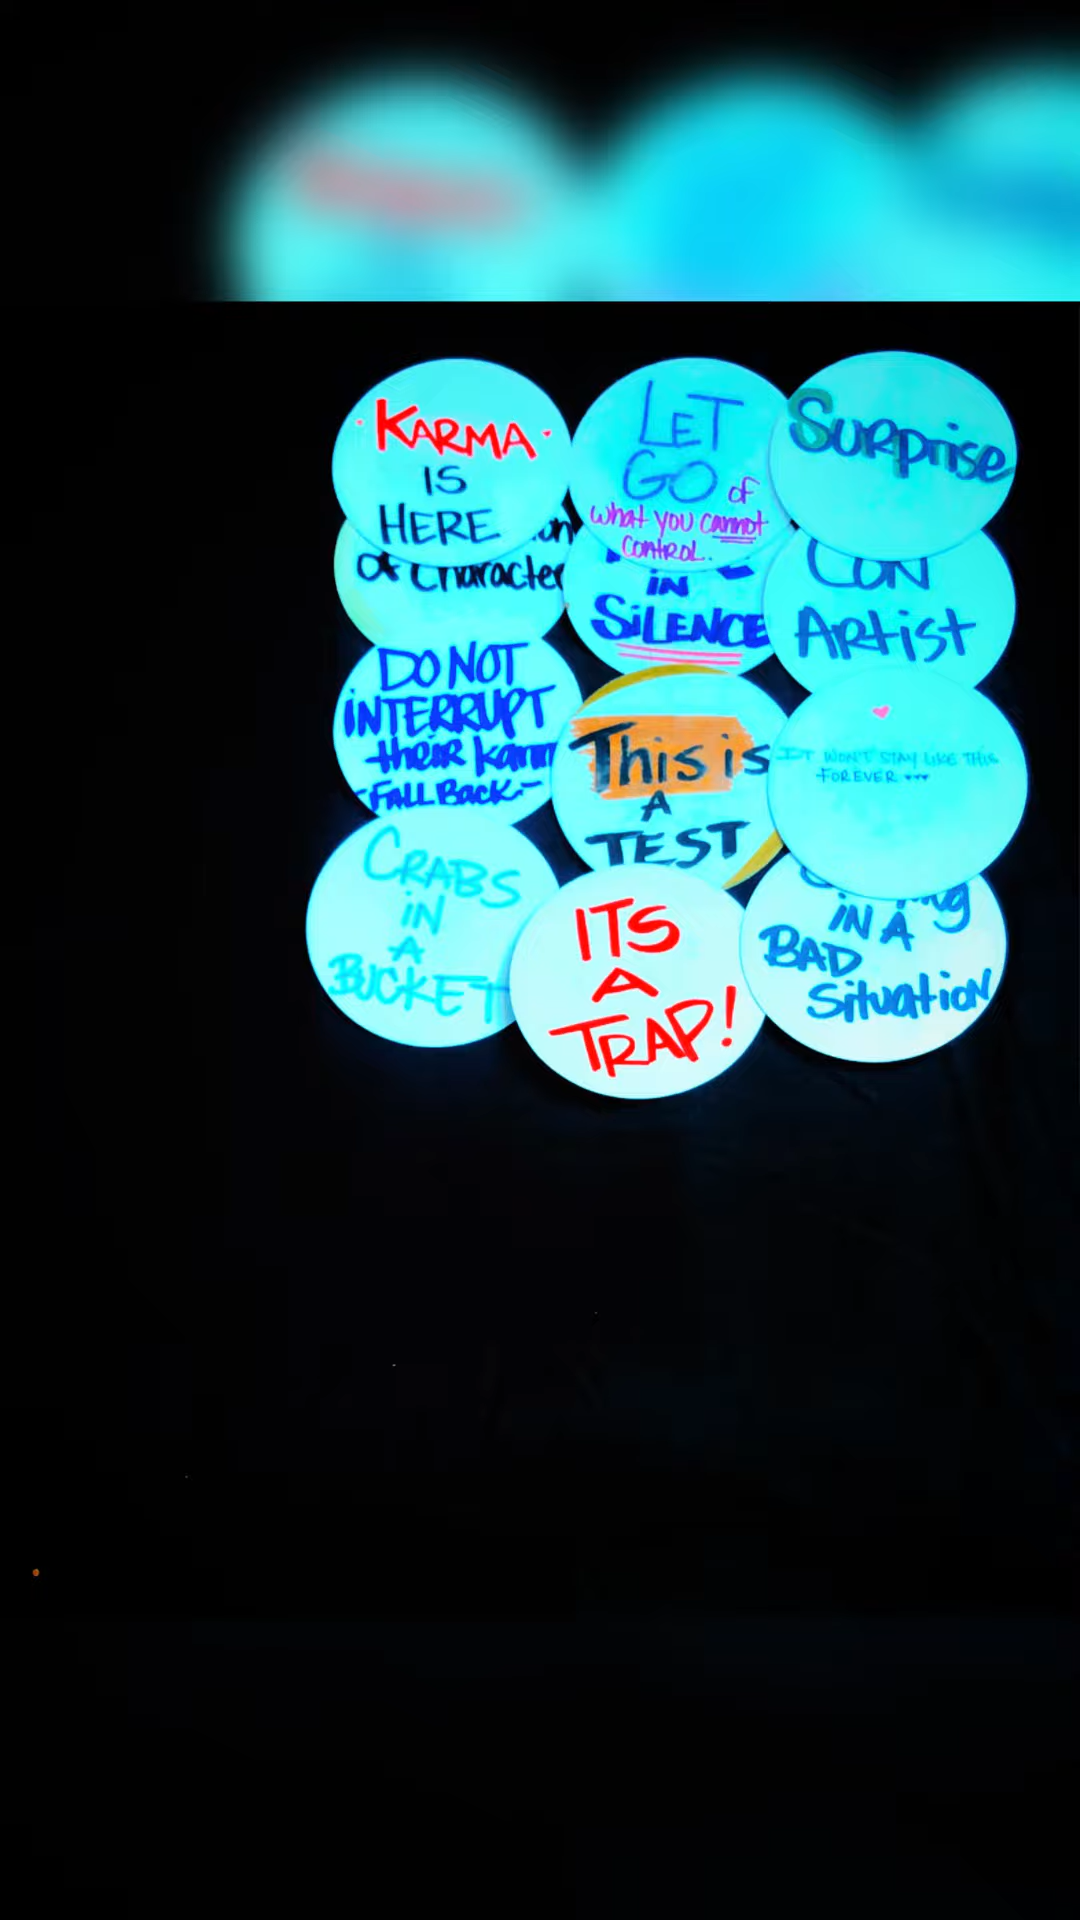 ·KARMA·
IS
HERE
of Character
DO NOT
INTERRUPT
their
-FALL BACK-
CRABS
IN
A
BUCKET
LET
GO of
what you cannot
CONTROL..
IN
SILENCE
This is
A
TEST
ITS
A
TRAP!
Surprise
CON
Artist
IT WON'T STAY LIKE THIS
FOREVER
IN A
BAD
Situation